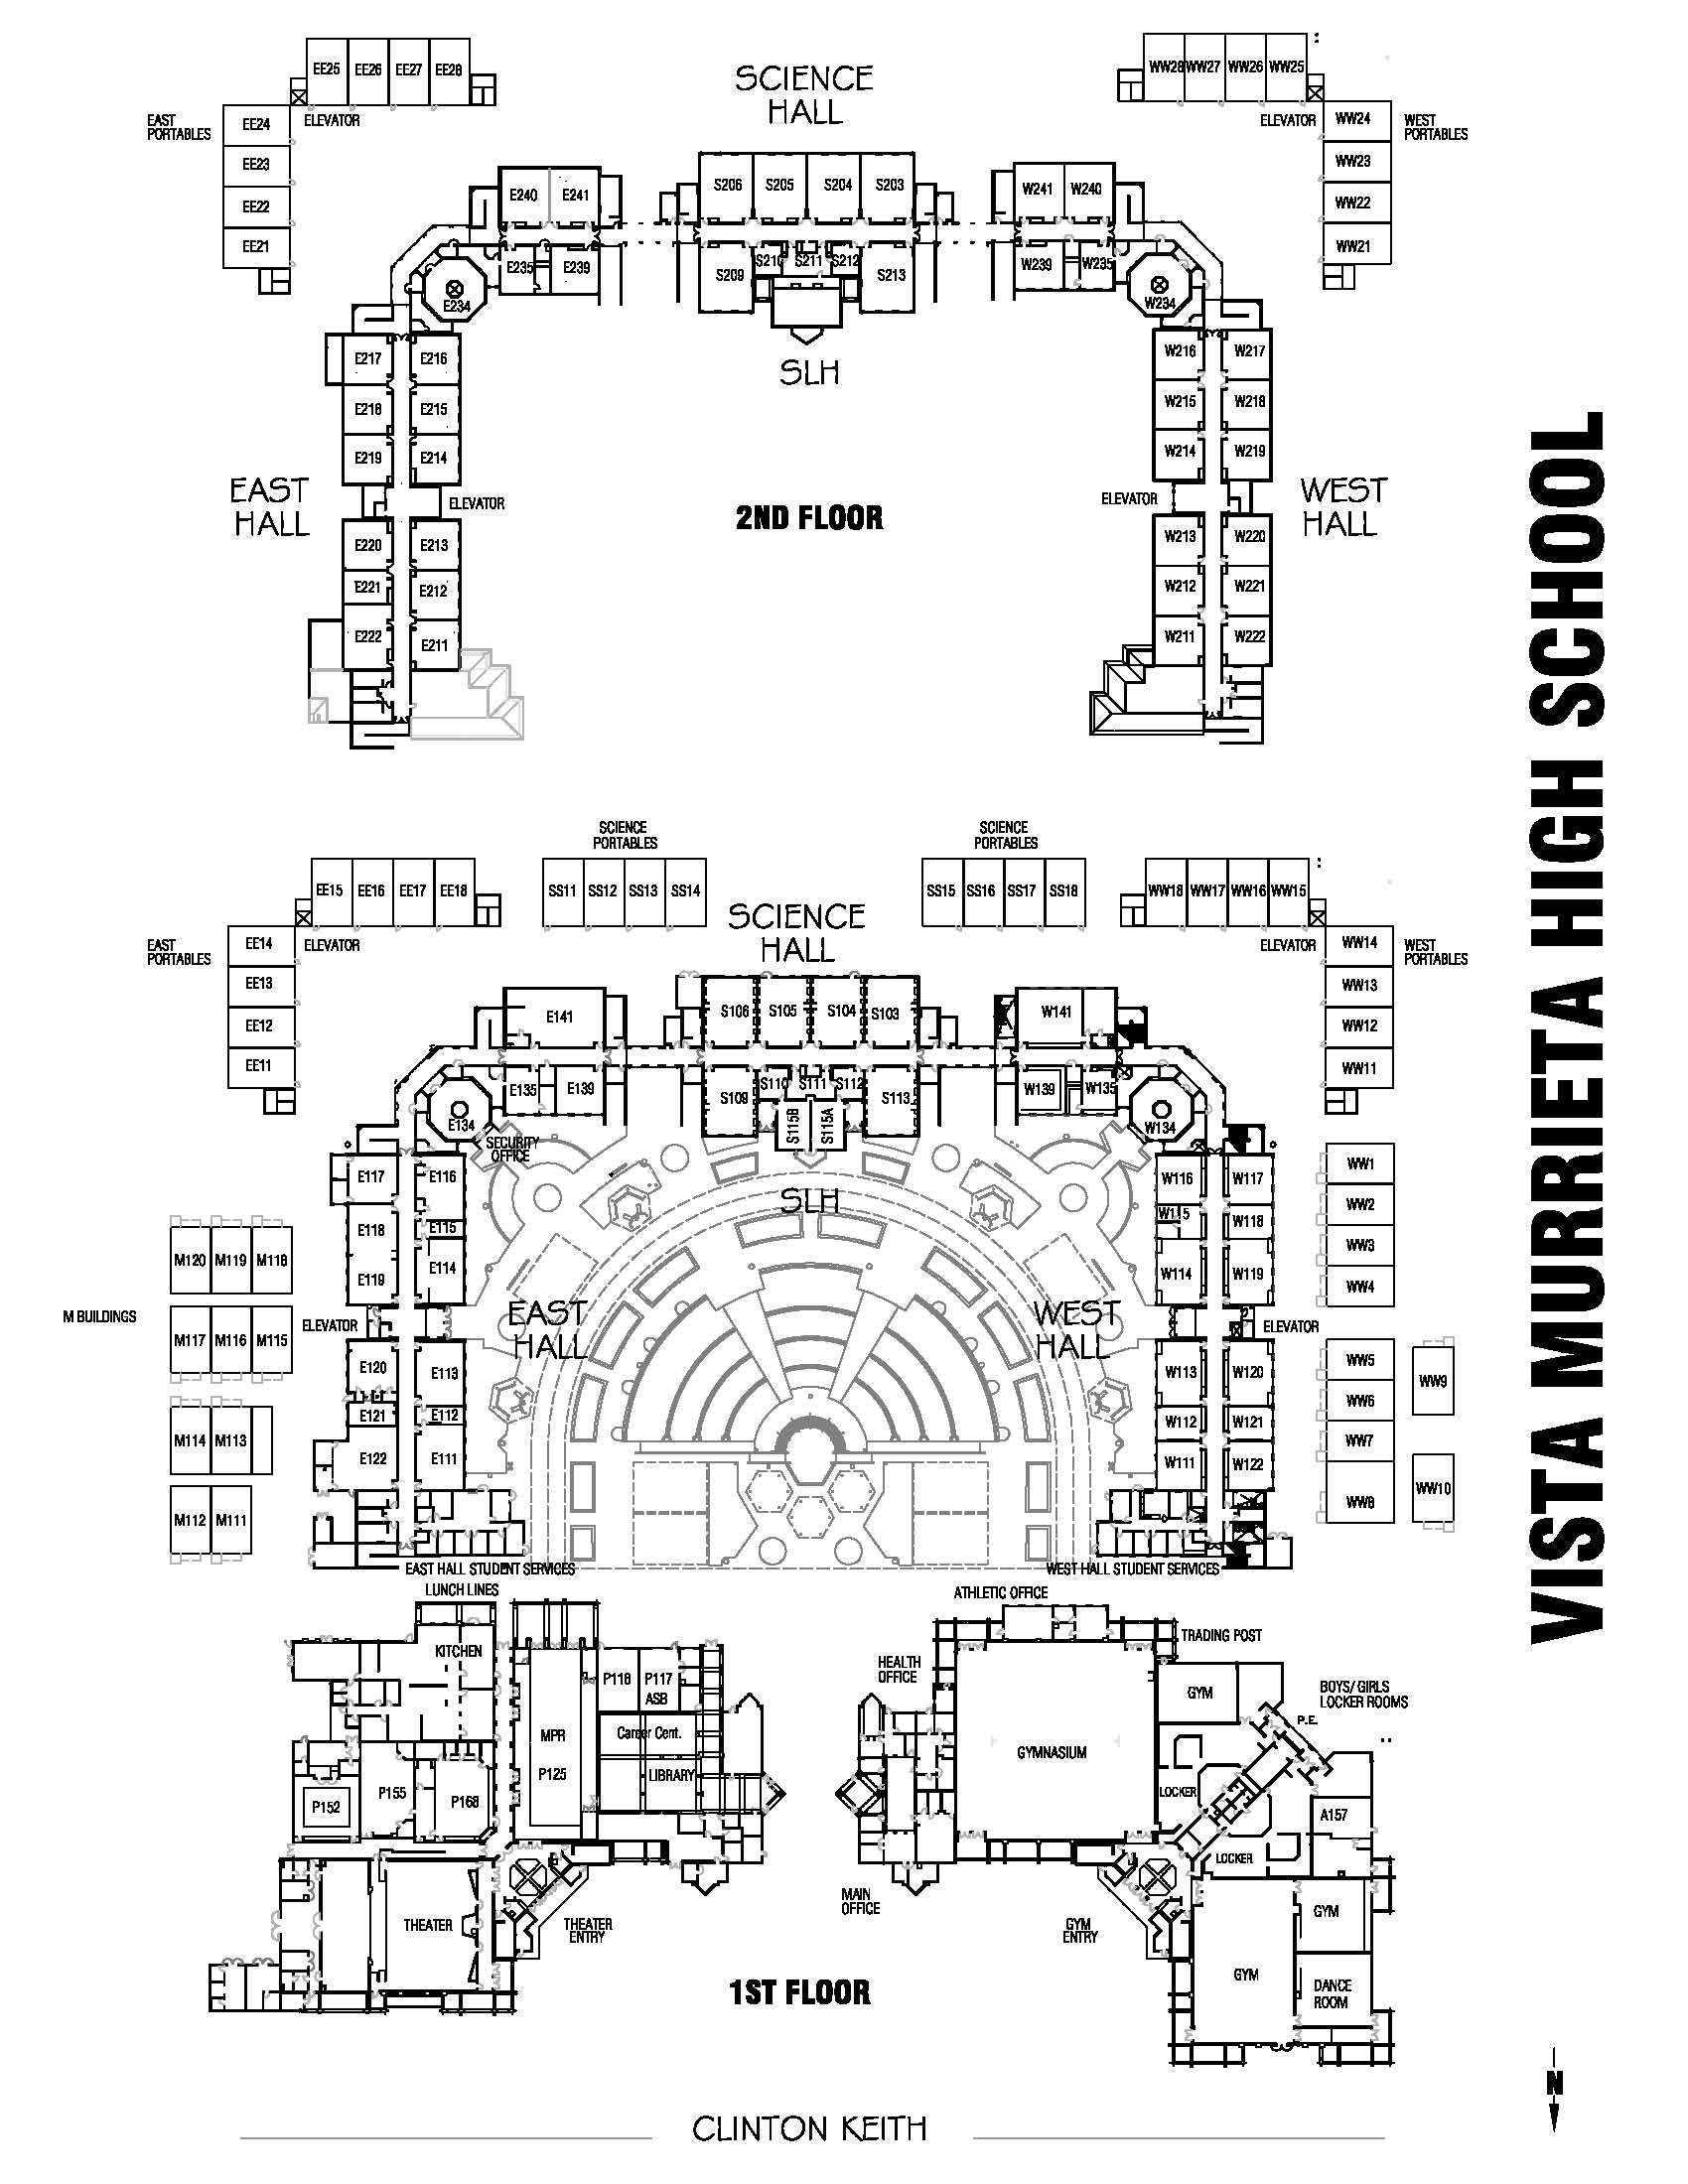 SCIENCE
HALL
EE25 EE26 EE27 EE28
WW28 WW27 WW26 WW25
EAST
PORTABLES
EE24
ELEVATOR
EE23
EE22
EE21
ELEVATOR
WW24
WEST
PORTABLES
WW23
WW22
WW21
E240 E241
S206 S205 S204 S203
W241 W240
E235 E239
S209 S210 S211 S212 S213
W239 W235
E234
W234
SLH
E217 E216
W216 W217
E218 E215
W215 W218
E219 E214
W214 W219
EAST
HALL
ELEVATOR
2ND FLOOR
ELEVATOR
WEST
HALL
E220 E213
W213 W220
E221 E212
W212 W221
E222 E211
W211 W222
VISTA MURRIETA HIGH SCHOOL
SCIENCE
PORTABLES
SCIENCE
PORTABLES
EE15 EE16 EE17 EE18
SS11 SS12 SS13 SS14
SS15 SS16 SS17 SS18
WW18 WW17 WW16 WW15
SCIENCE
HALL
EAST
PORTABLES
EE14
ELEVATOR
EE13
EE12
EE11
ELEVATOR
WW14
WEST
PORTABLES
WW13
WW12
WW11
E141
S106 S105 S104 S103
W141
E135 E139
S109 S110 S111 S112 S113
W139 W135
E134
S115B S115A
W134
SECURITY
OFFICE
SLH
E117 E116
W116 W117
WW1
E118 E115
W115 W118
WW2
E119 E114
W114 W119
WW3
WW4
M120 M119 M118
M BUILDINGS
M117 M116 M115
ELEVATOR
EAST
HALL
WEST
HALL
ELEVATOR
E120 E113
W113 W120
WW5
WW9
E121 E112
W112 W121
WW6
M114 M113
E122 E111
W111 W122
WW7
M112 M111
WW8
WW10
EAST HALL STUDENT SERVICES
WEST HALL STUDENT SERVICES
LUNCH LINES
ATHLETIC OFFICE
KITCHEN
TRADING POST
P118 P117
ASB
HEALTH
OFFICE
GYM
BOYS/ GIRLS
LOCKER ROOMS
P.E.
MPR
Career Cent.
GYMNASIUM
P125
LIBRARY
P152 P155 P168
LOCKER
A157
LOCKER
MAIN
OFFICE
THEATER
THEATER
ENTRY
GYM
ENTRY
GYM
GYM
DANCE
ROOM
1ST FLOOR
N
CLINTON KEITH